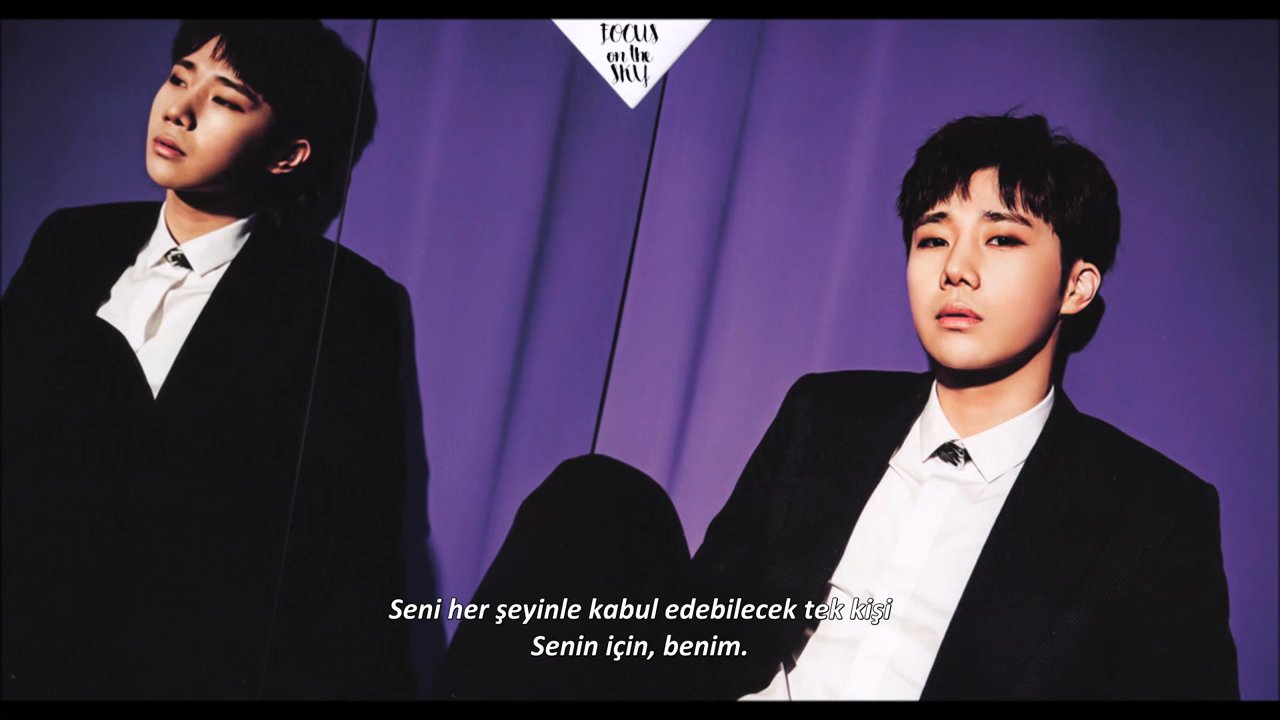 FOCUS
on the
SKY
Seni her şeyinle kabul edebilecek tek kişi
Senin için, benim.